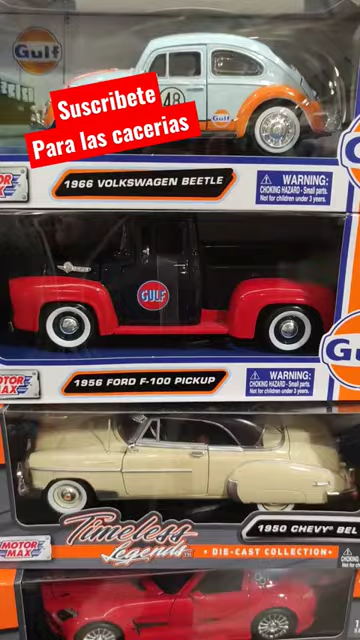 Gulf
Suscribete
Para las cacerias
48
Gulf
1966 VOLKSWAGEN BEETLE
WARNING:
CHOKING HAZARD - Small parts.
Not for children under 3 years.
GULF
MOTOR
MAX
1956 FORD F-100 PICKUP
WARNING:
CHOKING HAZARD - Small parts.
Not for children under 3 years.
Timeless
Legends
1950 CHEVY BEL
MOTOR
MAX
• DIE-CAST COLLECTION •